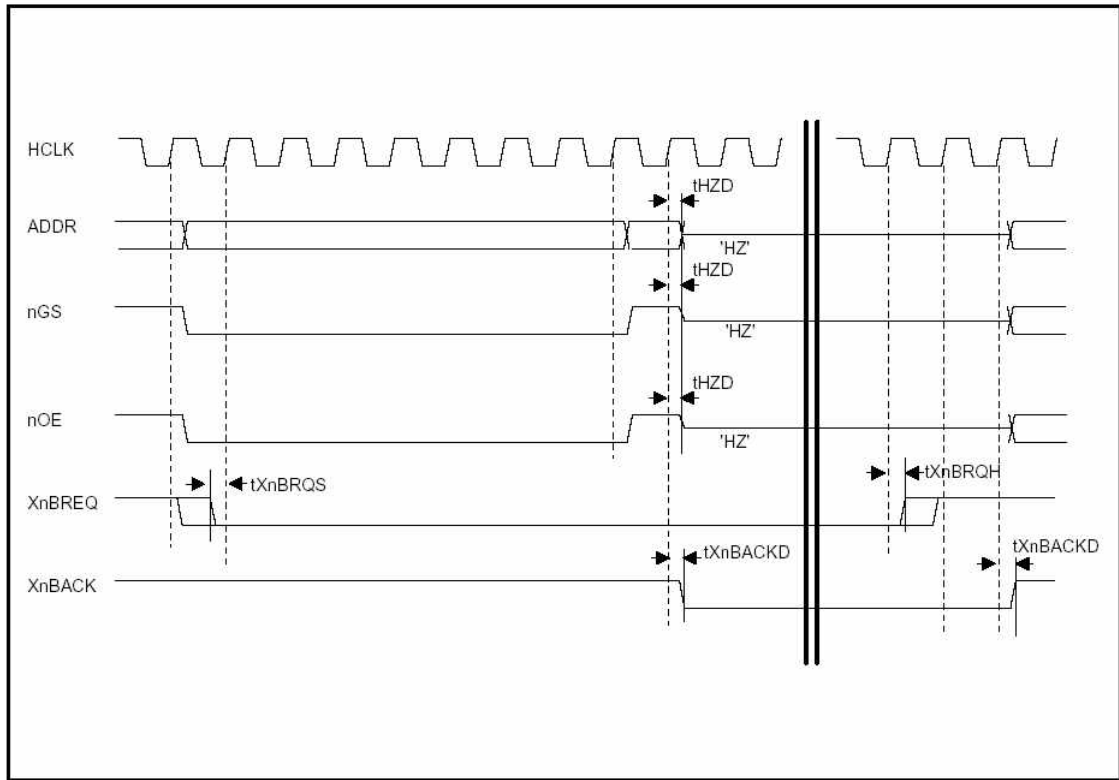 HCLK
tHZD
ADDR
'HZ'
tHZD
nGS
'HZ'
tHZD
nOE
'HZ'
tXnBRQS
tXnBRQH
XnBREQ
tXnBACKD
tXnBACKD
XnBACK